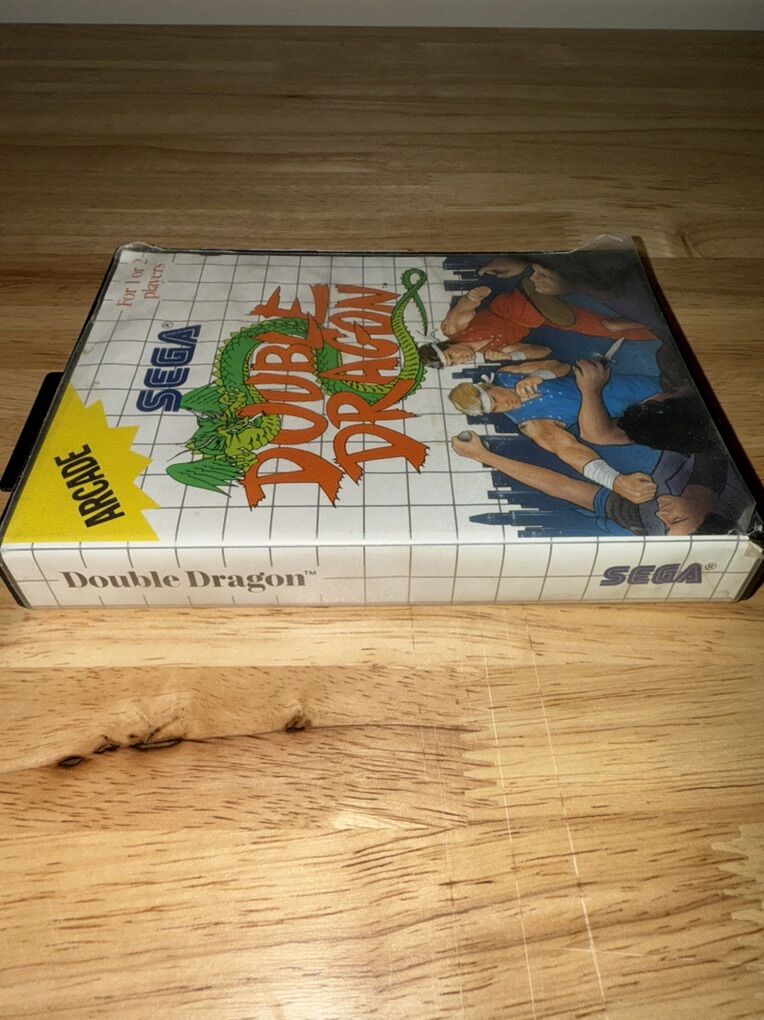 For 1 or 2
players
SEGA®
DOUBLE
DRAGON
ARCADE
Double Dragon™
SEGA®